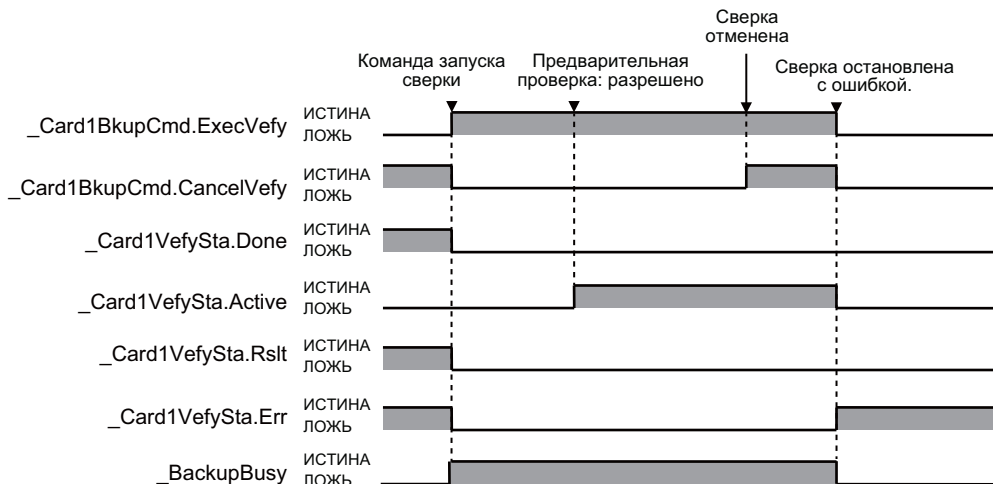 Сверка
отменена
Команда запуска
сверки
Предварительная
проверка: разрешено
Сверка остановлена
с ошибкой.
_Card1BkupCmd.ExecVefy
ИСТИНА
ЛОЖЬ
_Card1BkupCmd.CancelVefy
ИСТИНА
ЛОЖЬ
_Card1VefySta.Done
ИСТИНА
ЛОЖЬ
_Card1VefySta.Active
ИСТИНА
ЛОЖЬ
_Card1VefySta.Rslt
ИСТИНА
ЛОЖЬ
_Card1VefySta.Err
ИСТИНА
ЛОЖЬ
_BackupBusy
ИСТИНА
ЛОЖЬ